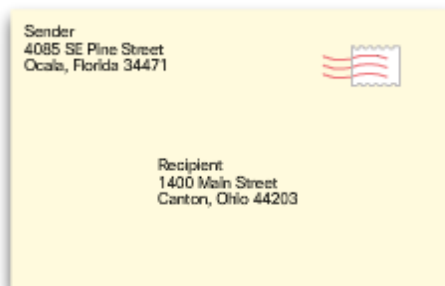 Sender
4085 SE Pine Street
Ocala, Florida 34471
Recipient
1400 Main Street
Canton, Ohio 44203